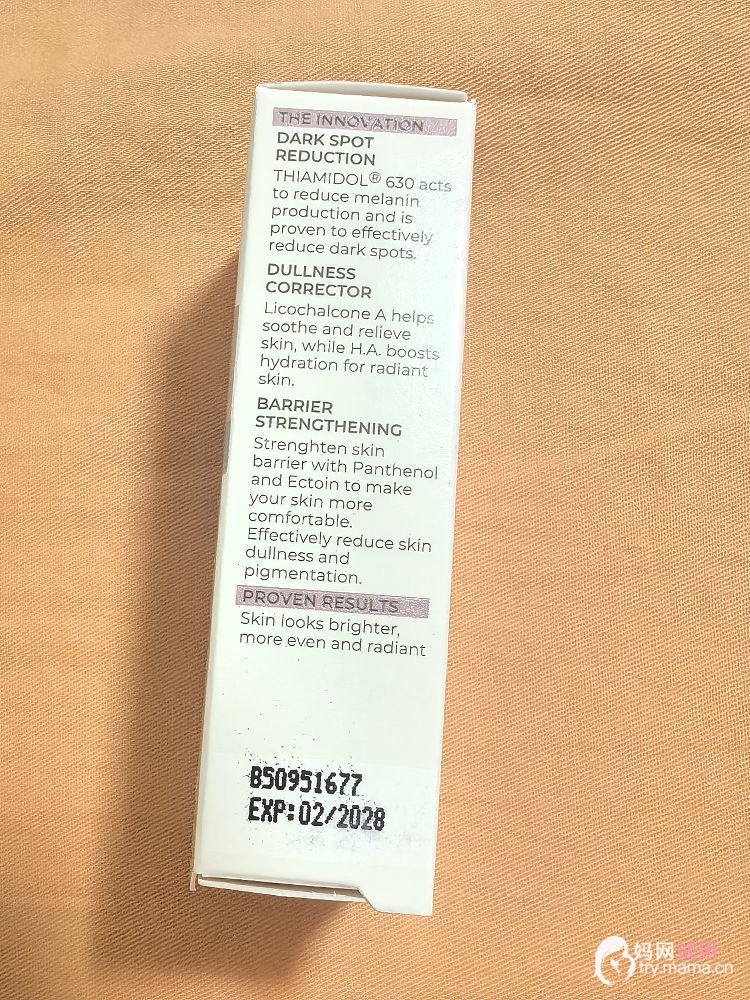 THE INNOVATION
DARK SPOT
REDUCTION
THIAMIDOL® 630 acts
to reduce melanin
production and is
proven to effectively
reduce dark spots.
DULLNESS
CORRECTOR
Licochalcone A helps
soothe and relieve
skin, while H.A. boosts
hydration for radiant
skin.
BARRIER
STRENGTHENING
Strenghten skin
barrier with Panthenol
and Ectoin to make
your skin more
comfortable.
Effectively reduce skin
dullness and
pigmentation.
PROVEN RESULTS
Skin looks brighter,
more even and radiant
B50951677
EXP:02/2028
妈网试用
try.mama.cn